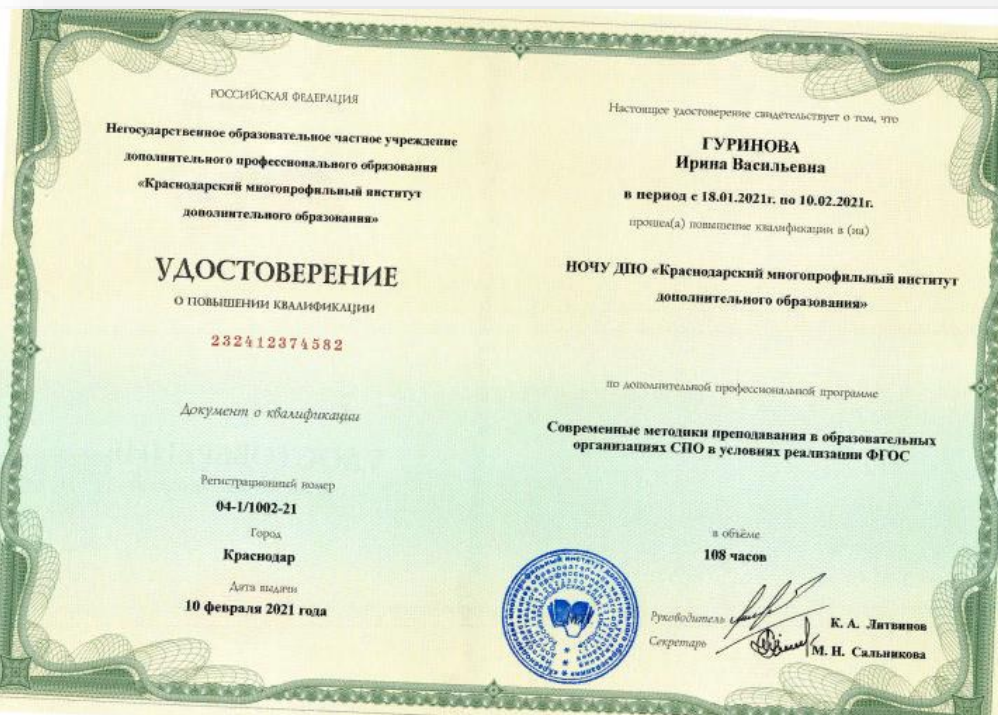 РОССИЙСКАЯ ФЕДЕРАЦИЯ
Негосударственное образовательное частное учреждение
дополнительного профессионального образования
«Краснодарский многопрофильный институт
дополнительного образования»
УДОСТОВЕРЕНИЕ
О ПОВЫШЕНИИ КВАЛИФИКАЦИИ
232412374582
Документ о квалификации
Регистрационный номер
04-1/1002-21
Город
Краснодар
Дата выдачи
10 февраля 2021 года
Настоящее удостоверение свидетельствует о том, что
ГУРИНОВА
Ирина Васильевна
в период с 18.01.2021г. по 10.02.2021г.
прошел(а) повышение квалификации в (на)
НОЧУ ДПО «Краснодарский многопрофильный институт
дополнительного образования»
по дополнительной профессиональной программе
Современные методики преподавания в образовательных
организациях СПО в условиях реализации ФГОС
в объёме
108 часов
Руководитель К. А. Литвинов
Секретарь М. Н. Сальникова